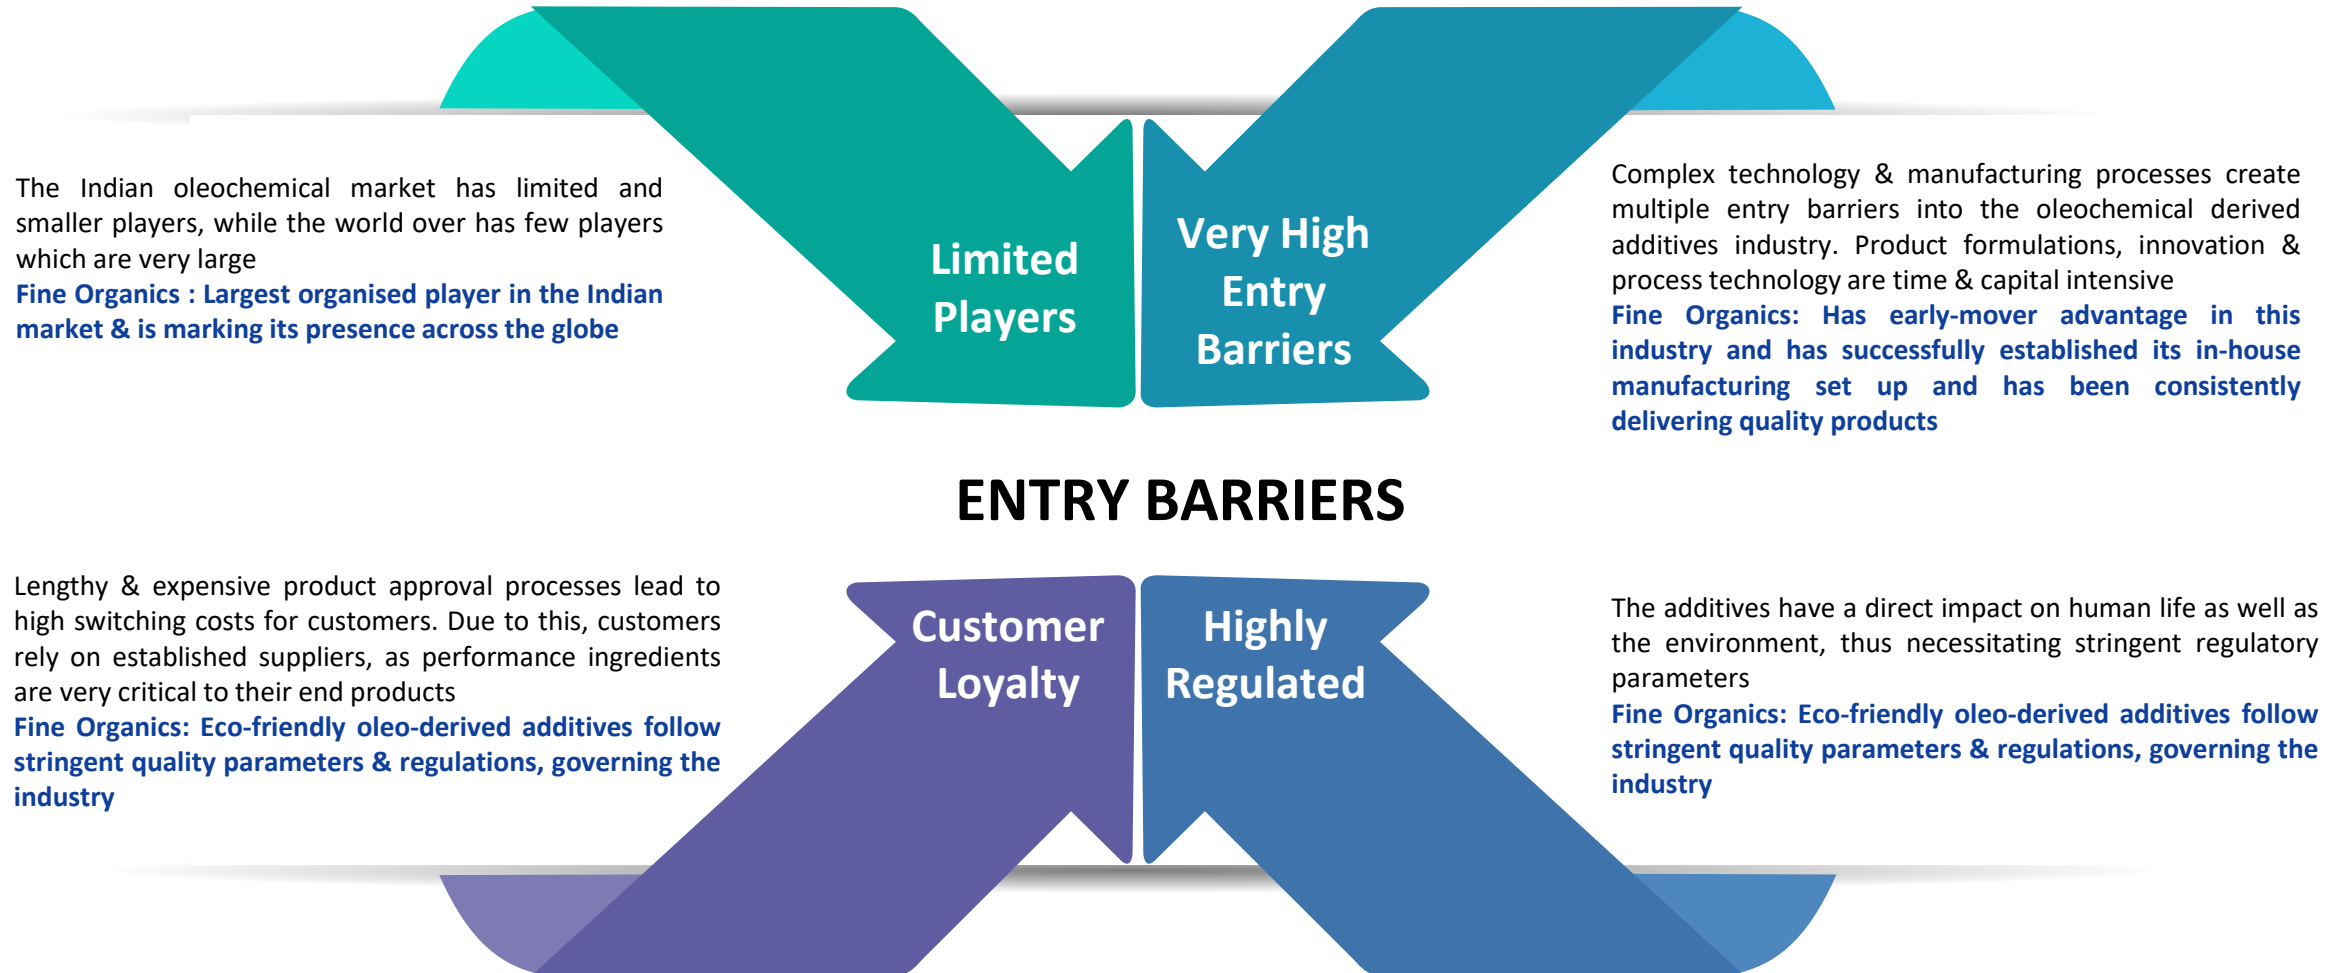 The Indian oleochemical market has limited and
smaller players, while the world over has few players
which are very large
Fine Organics : Largest organised player in the Indian
market & is marking its presence across the globe
Limited
Players
Very High
Entry
Barriers
Complex technology & manufacturing processes create
multiple entry barriers into the oleochemical derived
additives industry. Product formulations, innovation &
process technology are time & capital intensive
Fine Organics: Has early-mover advantage in this
industry and has successfully established its in-house
manufacturing set up and has been consistently
delivering quality products
ENTRY BARRIERS
Lengthy & expensive product approval processes lead to
high switching costs for customers. Due to this, customers
rely on established suppliers, as performance ingredients
are very critical to their end products
Fine Organics: Eco-friendly oleo-derived additives follow
stringent quality parameters & regulations, governing the
industry
Customer
Loyalty
Highly
Regulated
The additives have a direct impact on human life as well as
the environment, thus necessitating stringent regulatory
parameters
Fine Organics: Eco-friendly oleo-derived additives follow
stringent quality parameters & regulations, governing the
industry